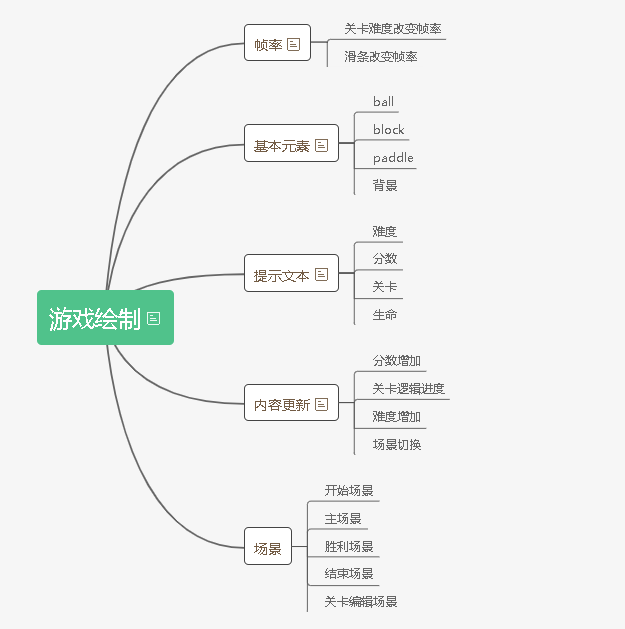 游戏绘制
帧率
关卡难度改变帧率
滑条改变帧率
基本元素
ball
block
paddle
背景
提示文本
难度
分数
关卡
生命
内容更新
分数增加
关卡逻辑进度
难度增加
场景切换
场景
开始场景
主场景
胜利场景
结束场景
关卡编辑场景